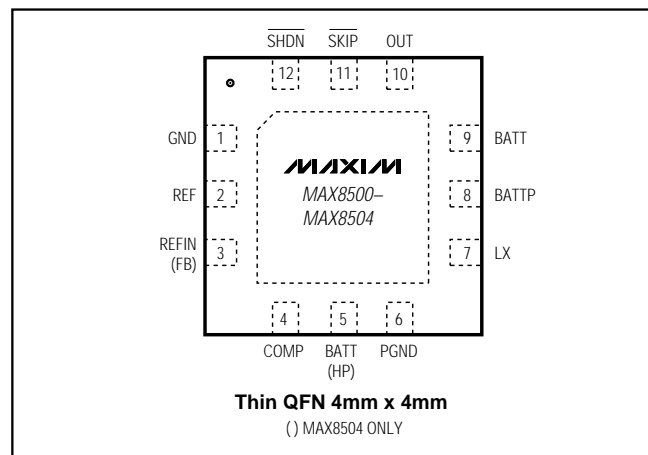 SHDN SKIP OUT
12 11 10
GND 1 9 BATT
MAXIM
REF 2 MAX8500– 8 BATTP
MAX8504
REFIN
(FB) 3 7 LX
4 5 6
COMP BATT PGND
(HP)
Thin QFN 4mm x 4mm
( ) MAX8504 ONLY